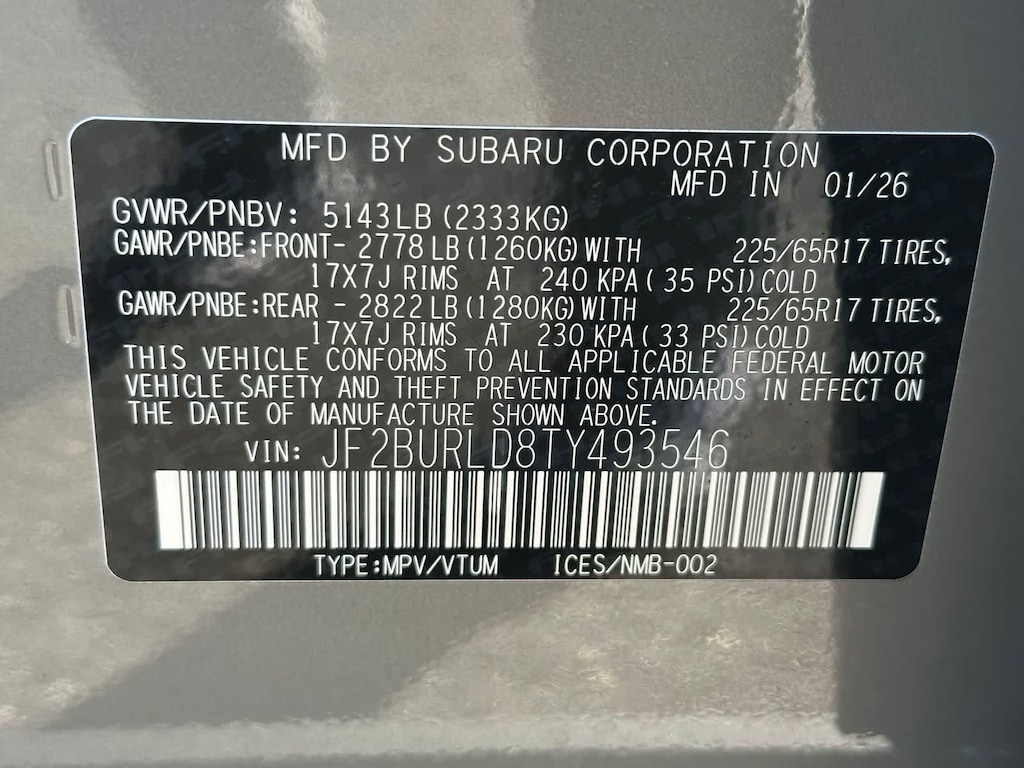 MFD BY SUBARU CORPORATION
MFD IN 01/26
GVWR/PNBV: 5143LB (2333KG)
GAWR/PNBE:FRONT- 2778 LB (1260KG) WITH 225/65R17 TIRES,
17X7J RIMS AT 240 KPA ( 35 PSI) COLD
GAWR/PNBE:REAR - 2822 LB (1280KG) WITH 225/65R17 TIRES,
17X7J RIMS AT 230 KPA ( 33 PSI) COLD
THIS VEHICLE CONFORMS TO ALL APPLICABLE FEDERAL MOTOR
VEHICLE SAFETY AND THEFT PREVENTION STANDARDS IN EFFECT ON
THE DATE OF MANUFACTURE SHOWN ABOVE.
VIN: JF2BURLD8TY493546
TYPE:MPV/VTUM ICES/NMB-002